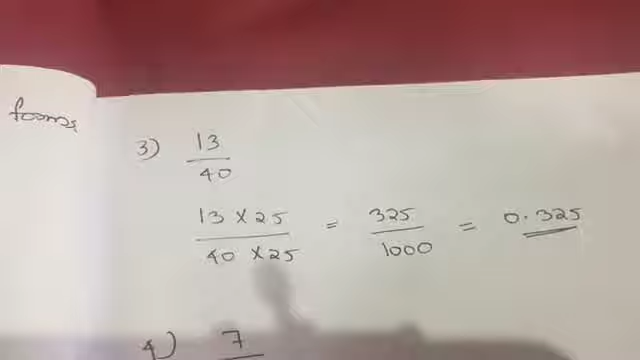 forms
3) 13/40
13 × 25 / 40 × 25 = 325/1000 = 0.325
4) 7